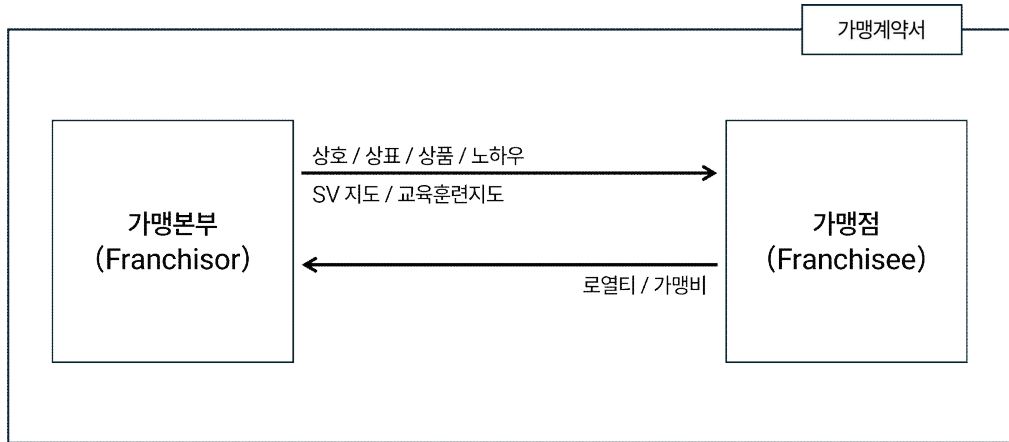 가맹계약서
상호 / 상표 / 상품 / 노하우
SV 지도 / 교육훈련지도
가맹본부
(Franchisor)
가맹점
(Franchisee)
로열티 / 가맹비